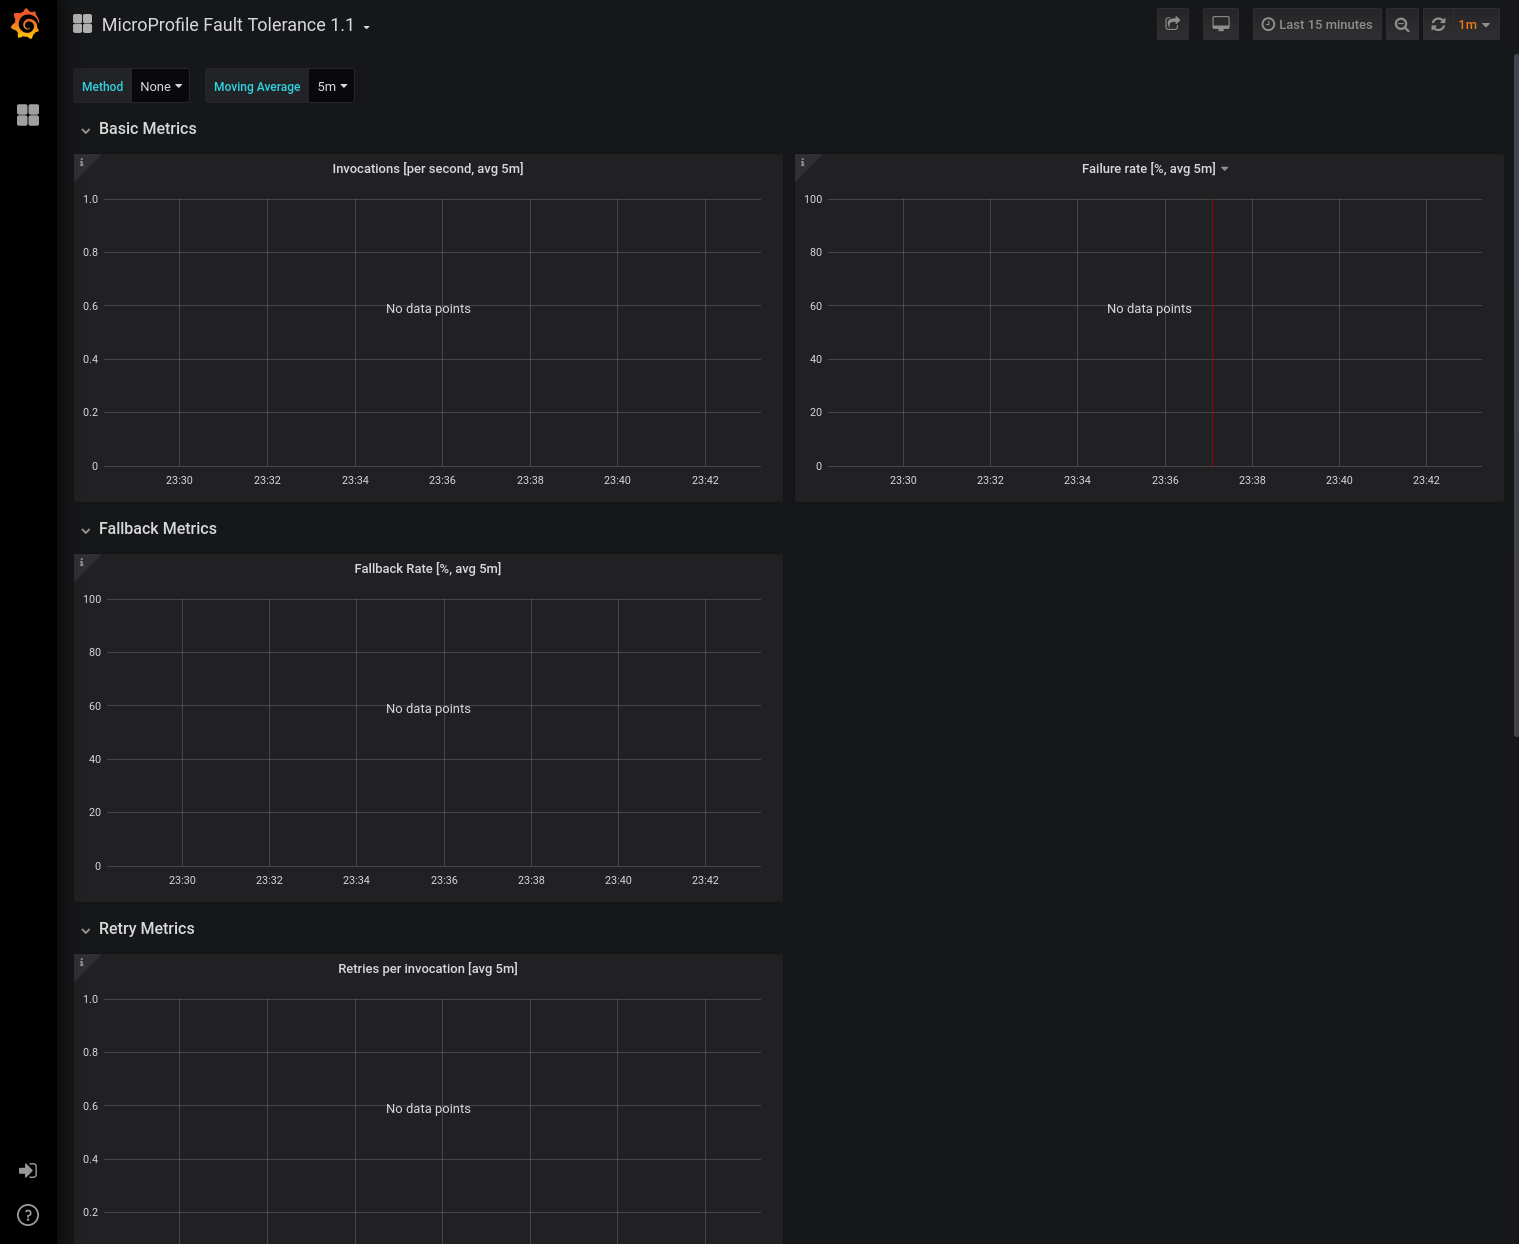 MicroProfile Fault Tolerance 1.1
Last 15 minutes
1m
Method None Moving Average 5m
Basic Metrics
i
Invocations [per second, avg 5m]
1.0
0.8
0.6
0.4
0.2
0
No data points
23:30 23:32 23:34 23:36 23:38 23:40 23:42
i
Failure rate [%, avg 5m]
100
80
60
40
20
0
No data points
23:30 23:32 23:34 23:36 23:38 23:40 23:42
Fallback Metrics
i
Fallback Rate [%, avg 5m]
100
80
60
40
20
0
No data points
23:30 23:32 23:34 23:36 23:38 23:40 23:42
Retry Metrics
i
Retries per invocation [avg 5m]
1.0
0.8
0.6
0.4
0.2
No data points
?